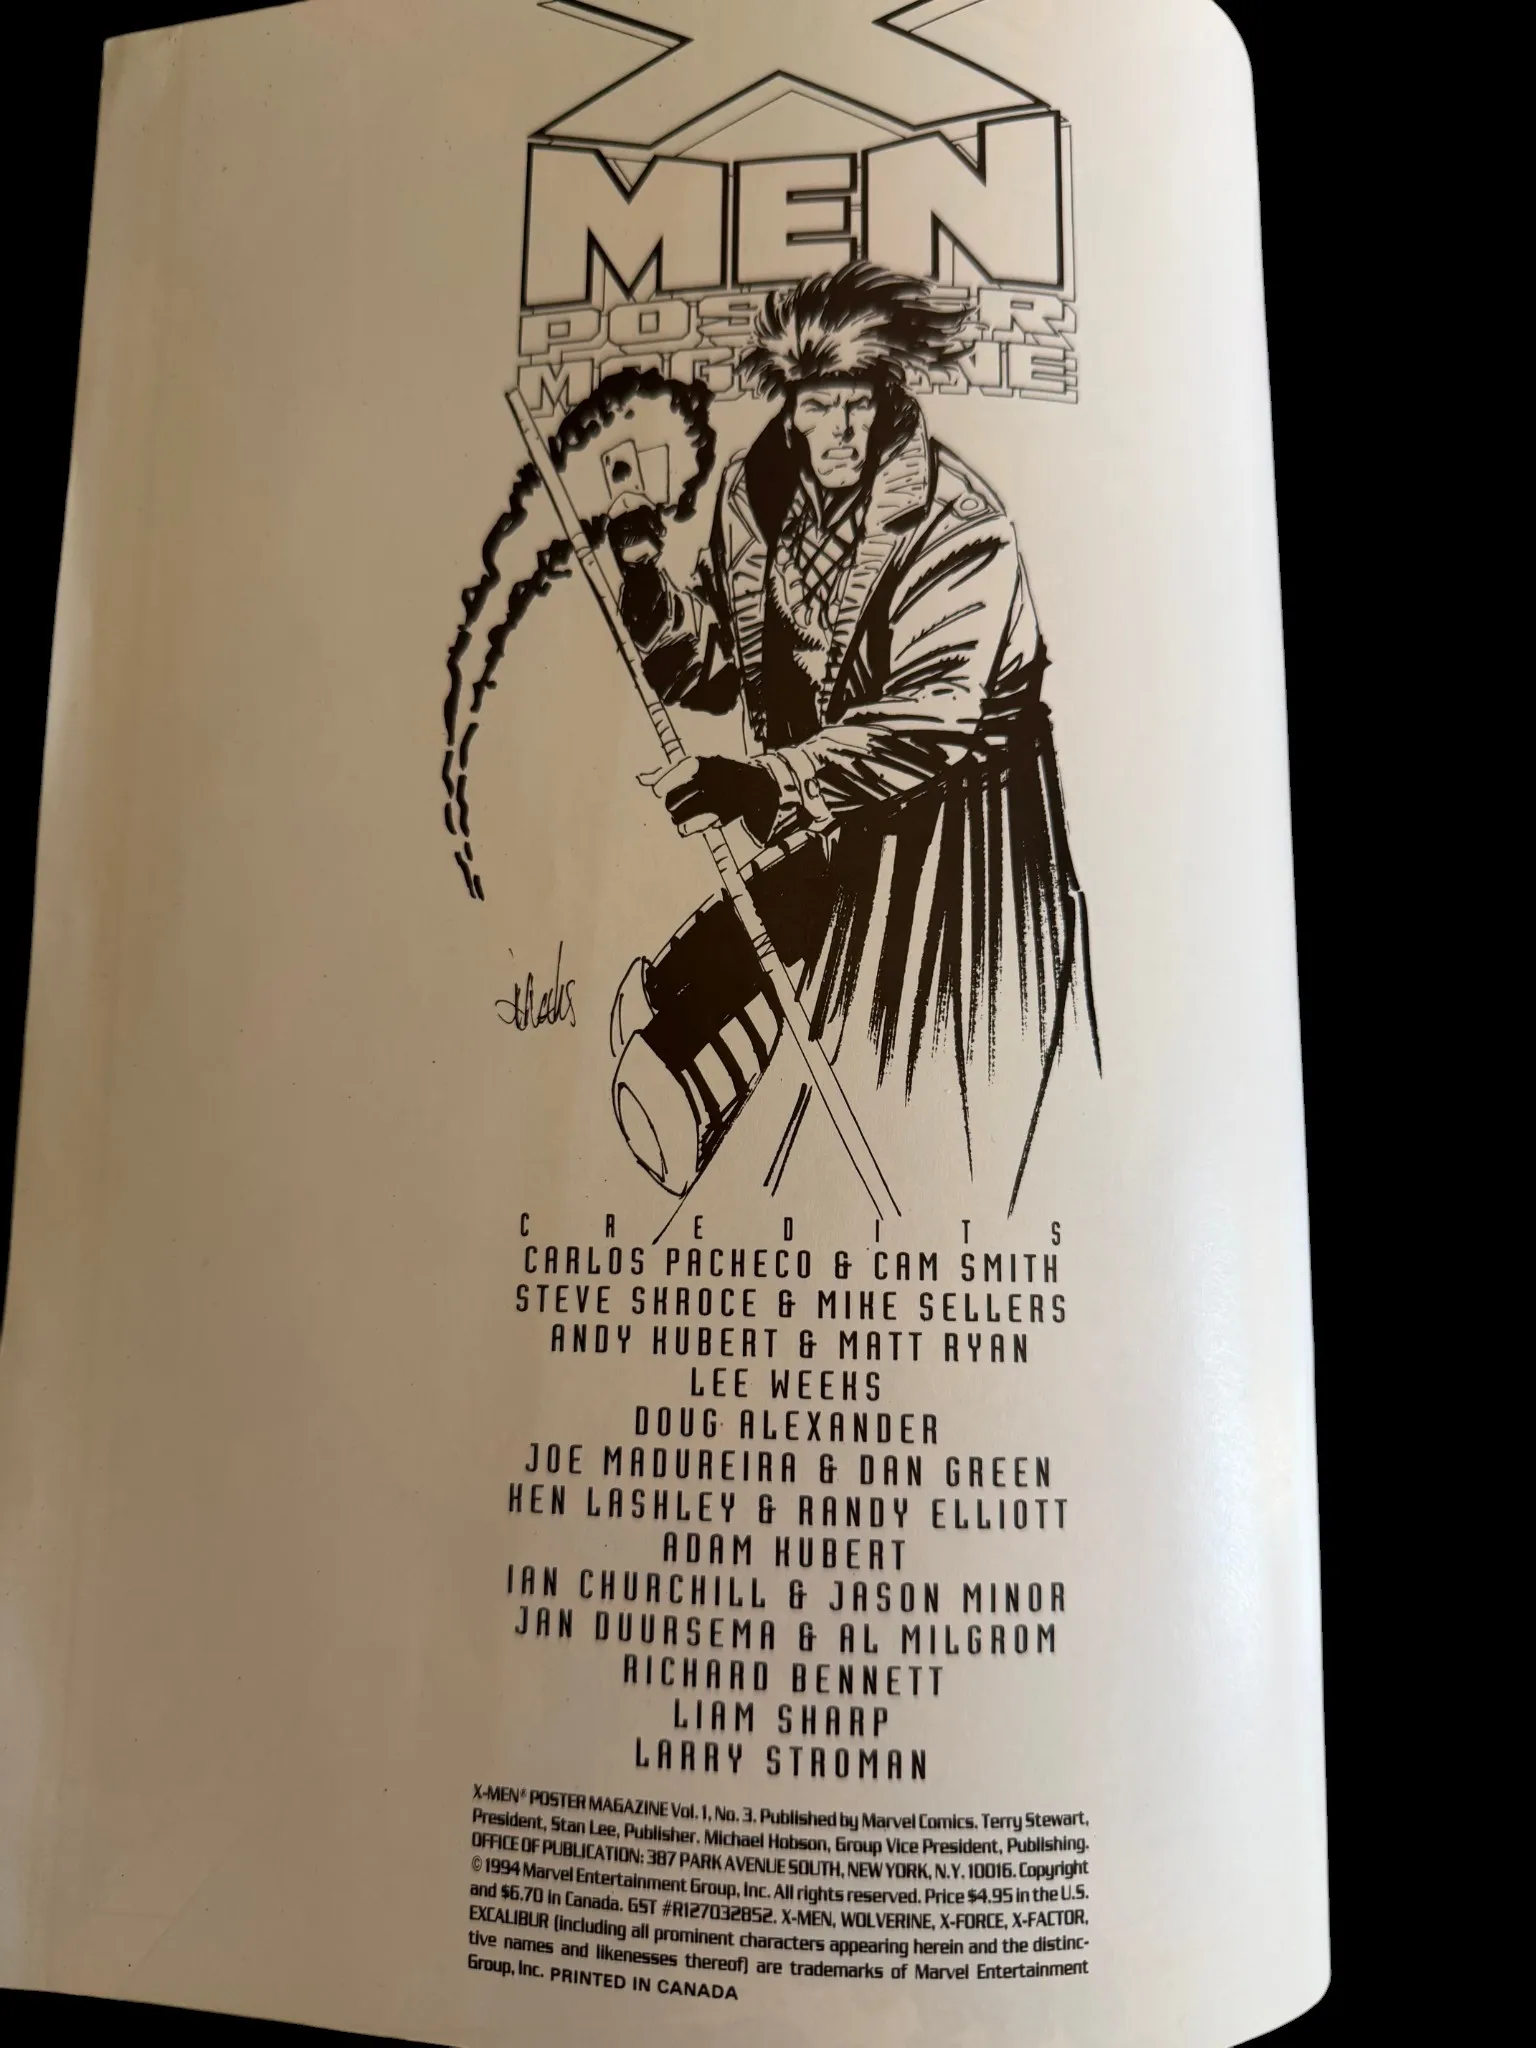 X
MEN
POSTER
MAGAZINE
CREDITS
CARLOS PACHECO & CAM SMITH
STEVE SKROCE & MIKE SELLERS
ANDY KUBERT & MATT RYAN
LEE WEEKS
DOUG ALEXANDER
JOE MADUREIRA & DAN GREEN
KEN LASHLEY & RANDY ELLIOTT
ADAM KUBERT
IAN CHURCHILL & JASON MINOR
JAN DUURSEMA & AL MILGROM
RICHARD BENNETT
LIAM SHARP
LARRY STROMAN
X-MEN® POSTER MAGAZINE Vol. 1, No. 3. Published by Marvel Comics. Terry Stewart,
President, Stan Lee, Publisher. Michael Hobson, Group Vice President, Publishing.
OFFICE OF PUBLICATION: 387 PARK AVENUE SOUTH, NEW YORK, N.Y. 10016. Copyright
© 1994 Marvel Entertainment Group, Inc. All rights reserved. Price $4.95 in the U.S.
and $6.70 in Canada. GST #R127032852. X-MEN, WOLVERINE, X-FORCE, X-FACTOR,
EXCALIBUR (including all prominent characters appearing herein and the distinc-
tive names and likenesses thereof) are trademarks of Marvel Entertainment
Group, Inc. PRINTED IN CANADA